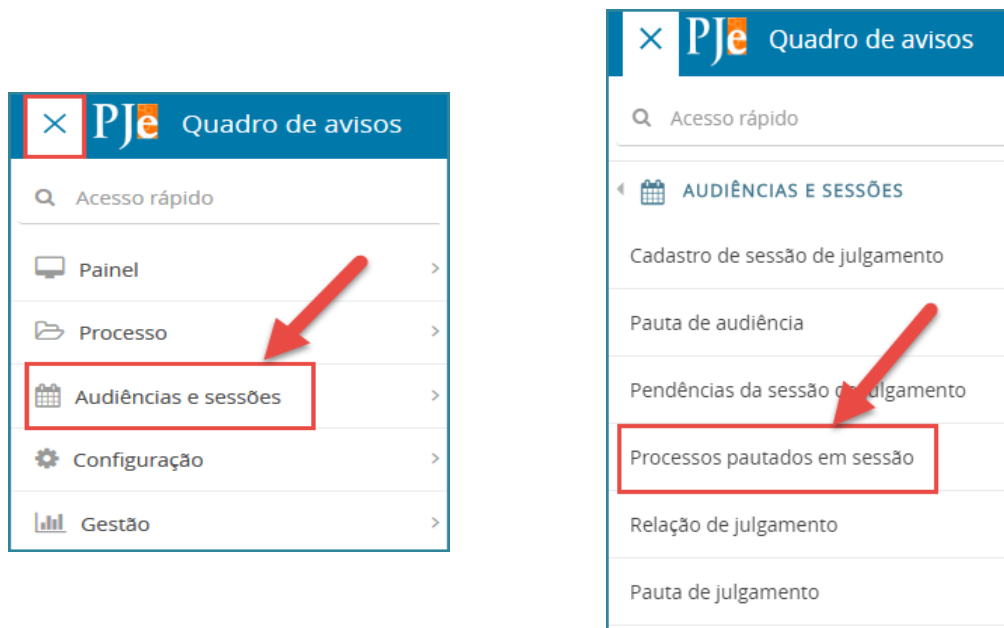 PJe Quadro de avisos
Acesso rápido
Painel
Processo
Audiências e sessões
Configuração
Gestão
PJe Quadro de avisos
Acesso rápido
AUDIÊNCIAS E SESSÕES
Cadastro de sessão de julgamento
Pauta de audiência
Pendências da sessão de julgamento
Processos pautados em sessão
Relação de julgamento
Pauta de julgamento